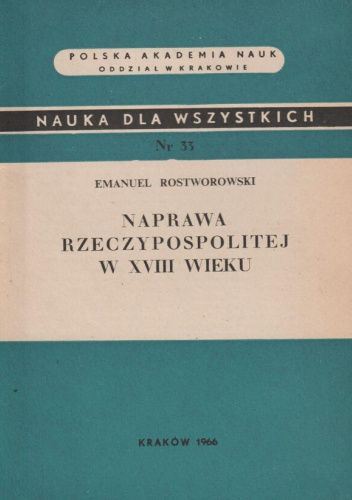 POLSKA AKADEMIA NAUK
ODDZIAŁ W KRAKOWIE
NAUKA DLA WSZYSTKICH
Nr 33
EMANUEL ROSTWOROWSKI
NAPRAWA
RZECZYPOSPOLITEJ
W XVIII WIEKU
KRAKÓW 1966